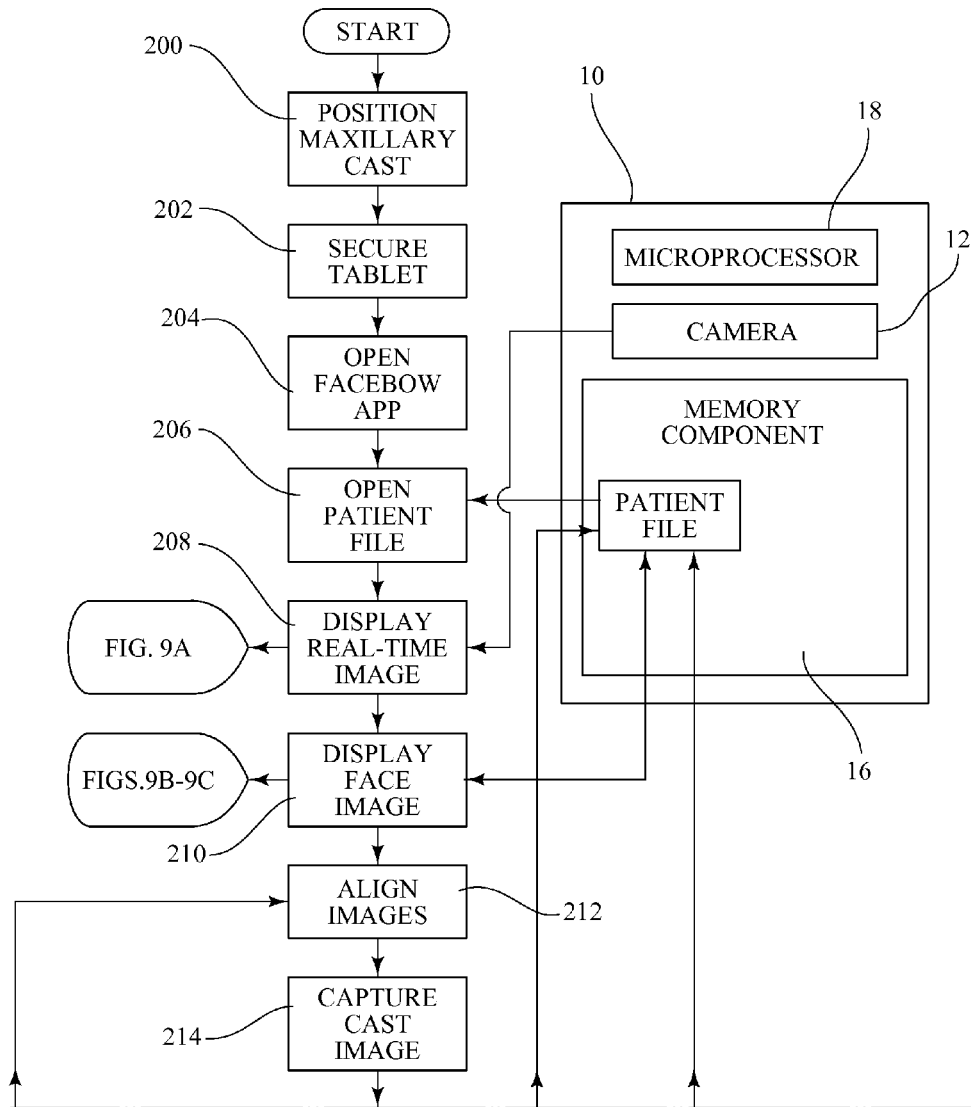 START
200
POSITION
MAXILLARY
CAST
10
18
MICROPROCESSOR
12
202
SECURE
TABLET
CAMERA
204
OPEN
FACEBOW
APP
MEMORY
COMPONENT
206
OPEN
PATIENT
FILE
PATIENT
FILE
208
DISPLAY
REAL-TIME
IMAGE
FIG. 9A
16
DISPLAY
FACE
IMAGE
FIGS.9B-9C
210
ALIGN
IMAGES
212
CAPTURE
CAST
IMAGE
214